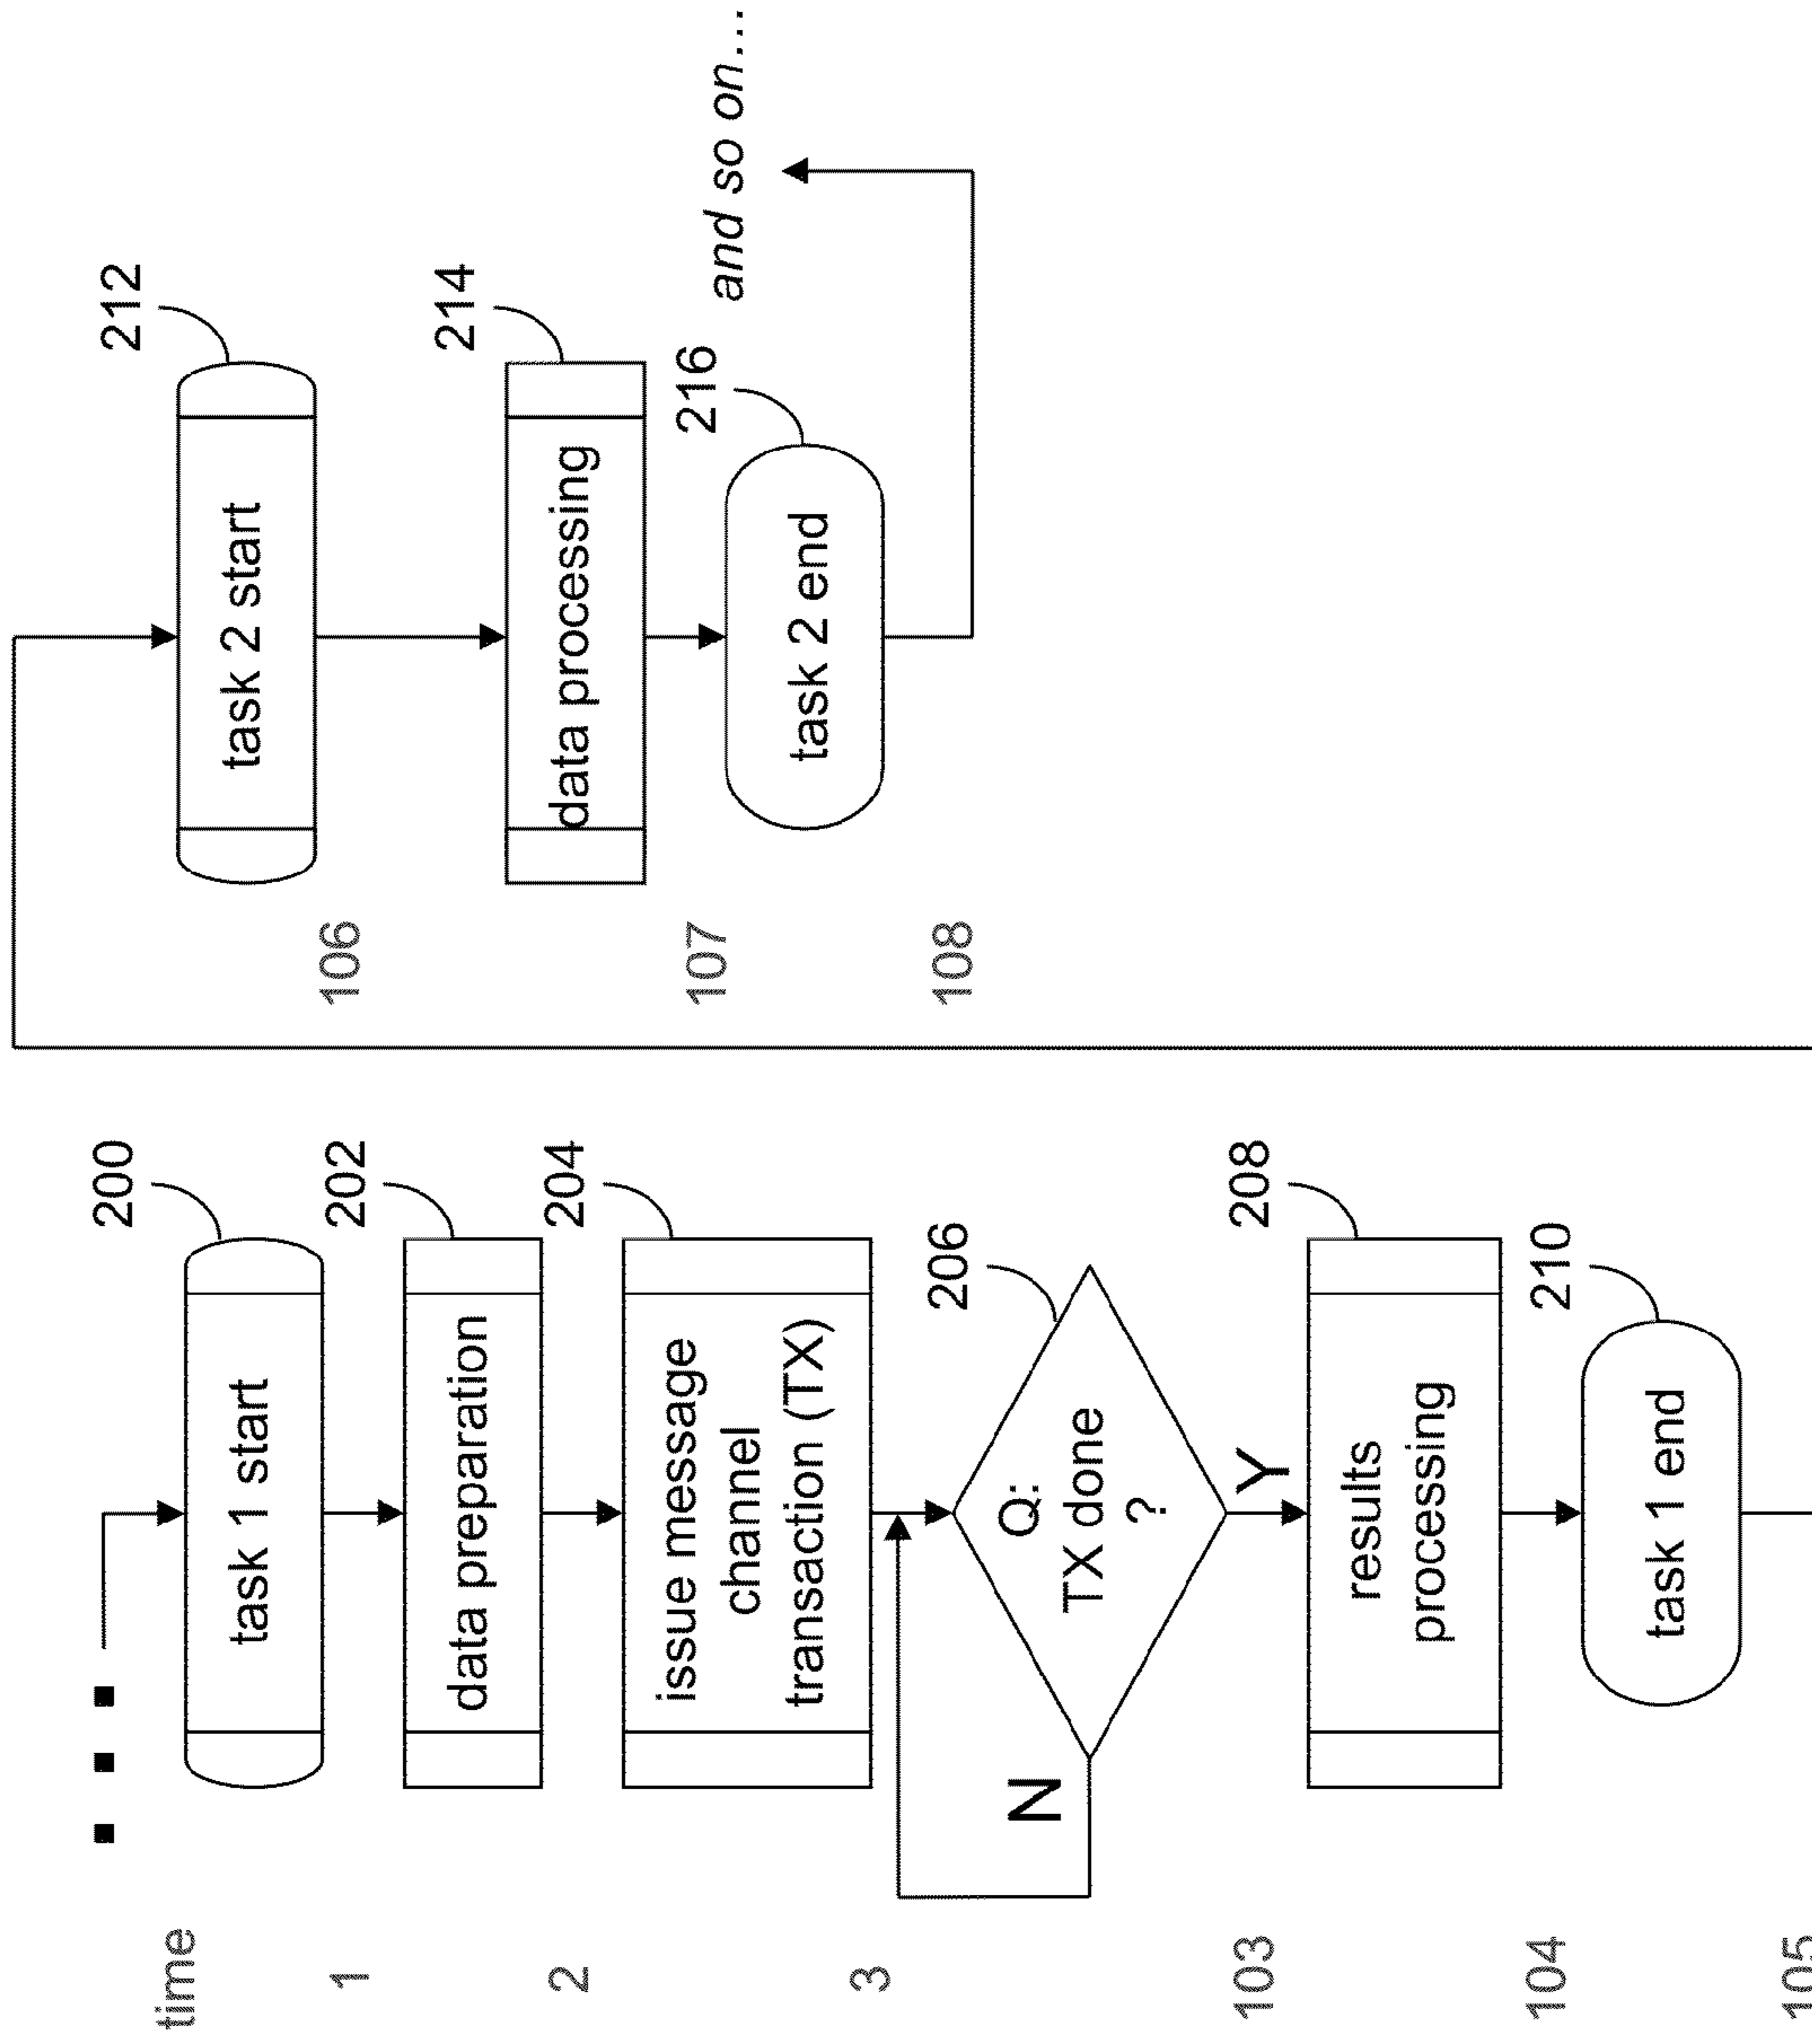 time
200
task 1 start
1
202
data preparation
2
204
issue message
channel
transaction (TX)
3
206
Q:
TX done
?
N
Y
103
208
results
processing
104
210
task 1 end
105
212
task 2 start
106
214
data processing
107
216
task 2 end
108
and so on...